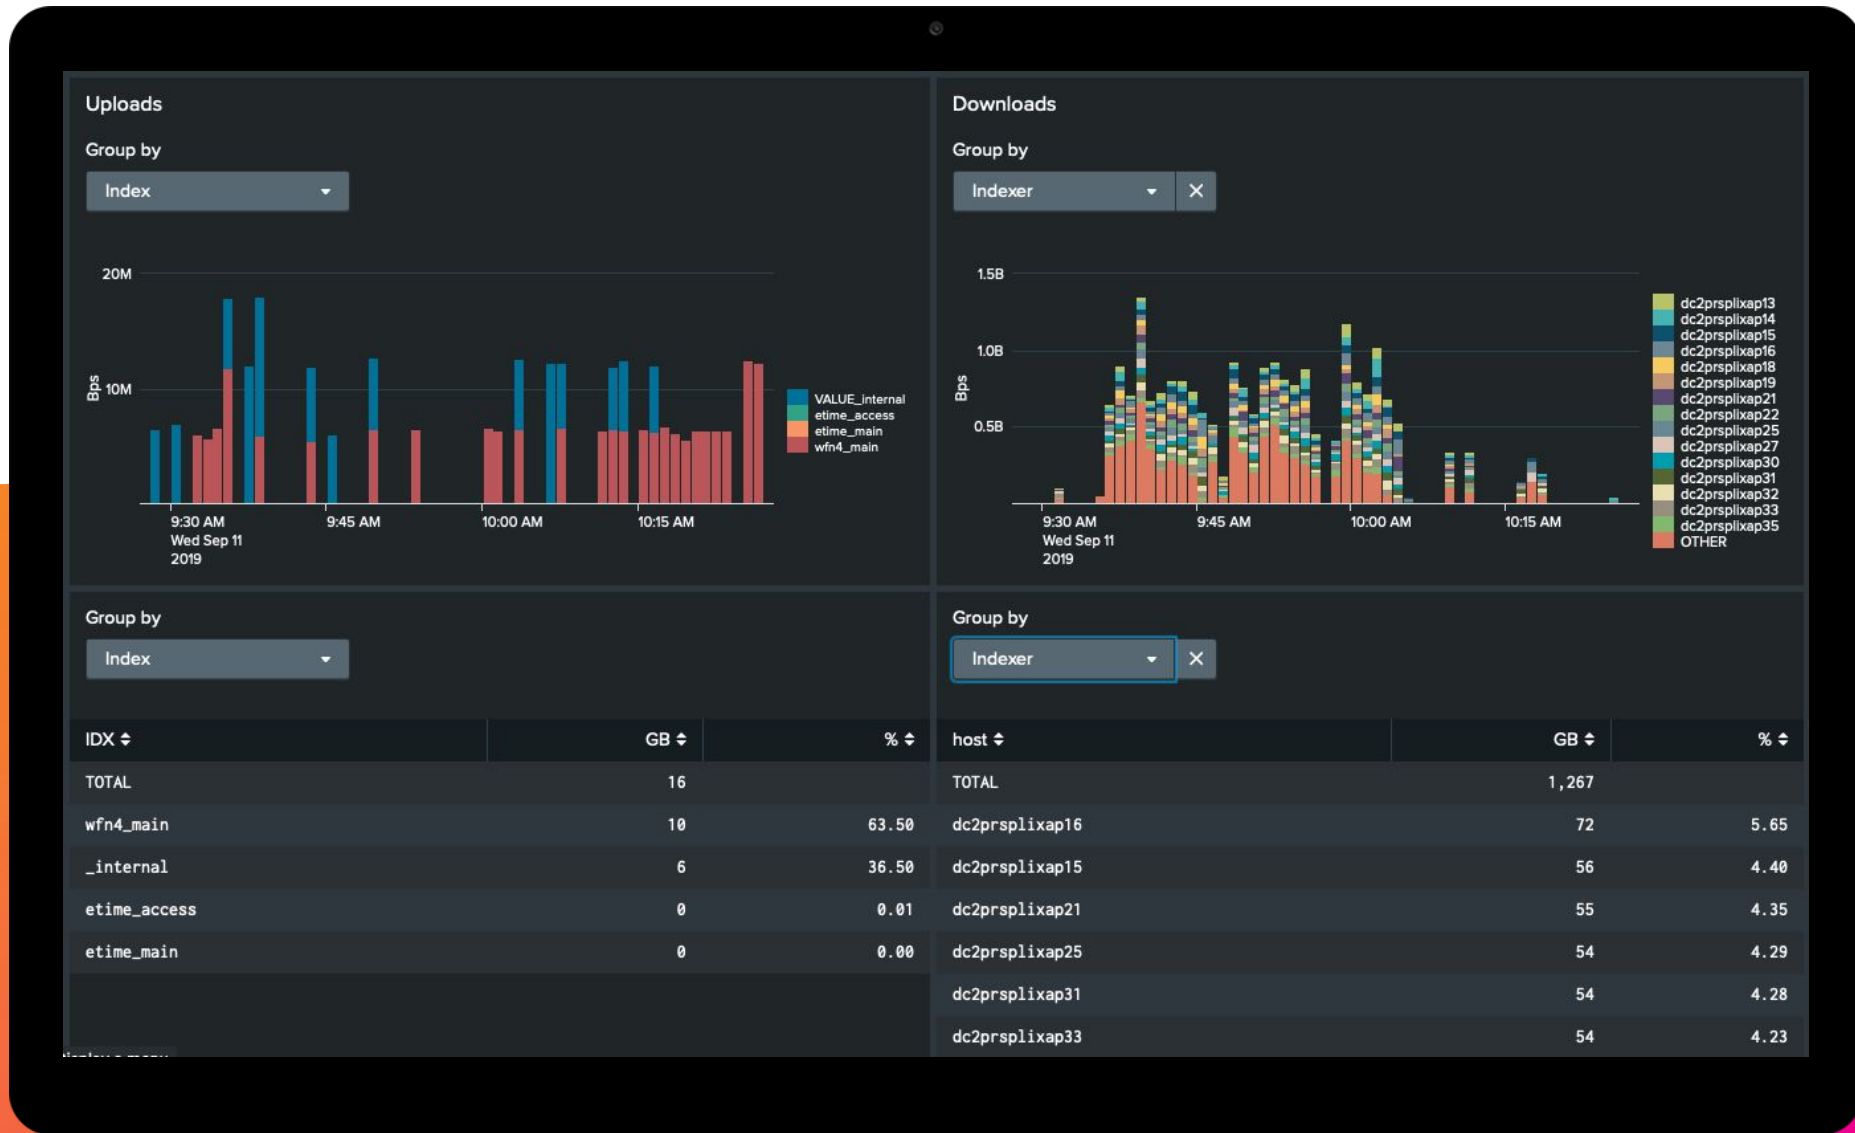 Uploads
Group by
Index
20M
10M
Bps
VALUE_internal
etime_access
etime_main
wfn4_main
9:30 AM
Wed Sep 11
2019
9:45 AM
10:00 AM
10:15 AM
Downloads
Group by
Indexer
1.5B
1.0B
0.5B
Bps
dc2prsplixap13
dc2prsplixap14
dc2prsplixap15
dc2prsplixap16
dc2prsplixap18
dc2prsplixap19
dc2prsplixap21
dc2prsplixap22
dc2prsplixap25
dc2prsplixap27
dc2prsplixap30
dc2prsplixap31
dc2prsplixap32
dc2prsplixap33
dc2prsplixap35
OTHER
9:30 AM
Wed Sep 11
2019
9:45 AM
10:00 AM
10:15 AM
Group by
Index
IDX GB %
TOTAL 16
wfn4_main 10 63.50
_internal 6 36.50
etime_access 0 0.01
etime_main 0 0.00
Group by
Indexer
host GB %
TOTAL 1,267
dc2prsplixap16 72 5.65
dc2prsplixap15 56 4.40
dc2prsplixap21 55 4.35
dc2prsplixap25 54 4.29
dc2prsplixap31 54 4.28
dc2prsplixap33 54 4.23